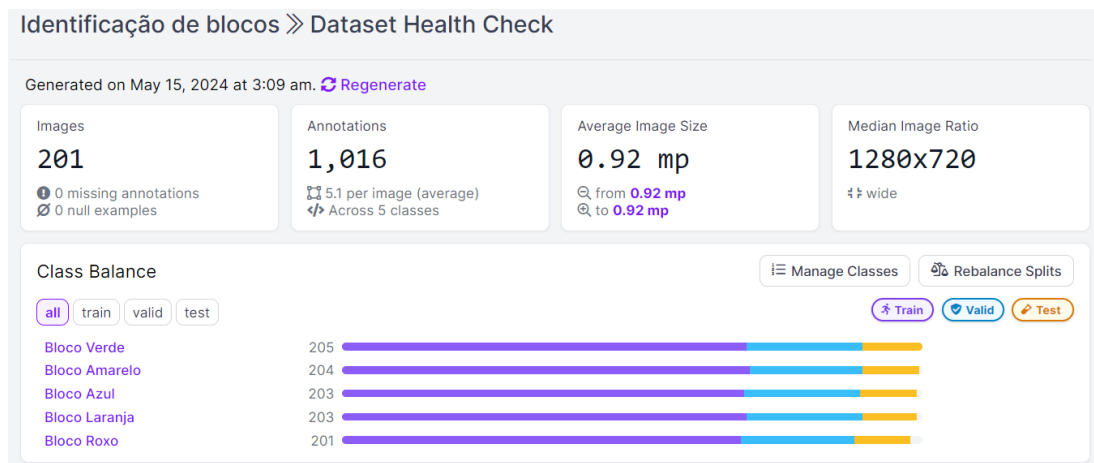 Identificação de blocos » Dataset Health Check
Generated on May 15, 2024 at 3:09 am. Regenerate
Images
201
0 missing annotations
0 null examples
Annotations
1,016
5.1 per image (average)
</> Across 5 classes
Average Image Size
0.92 mp
from 0.92 mp
to 0.92 mp
Median Image Ratio
1280x720
wide
Class Balance
Manage Classes
Rebalance Splits
all train valid test
Train Valid Test
Bloco Verde 205
Bloco Amarelo 204
Bloco Azul 203
Bloco Laranja 203
Bloco Roxo 201